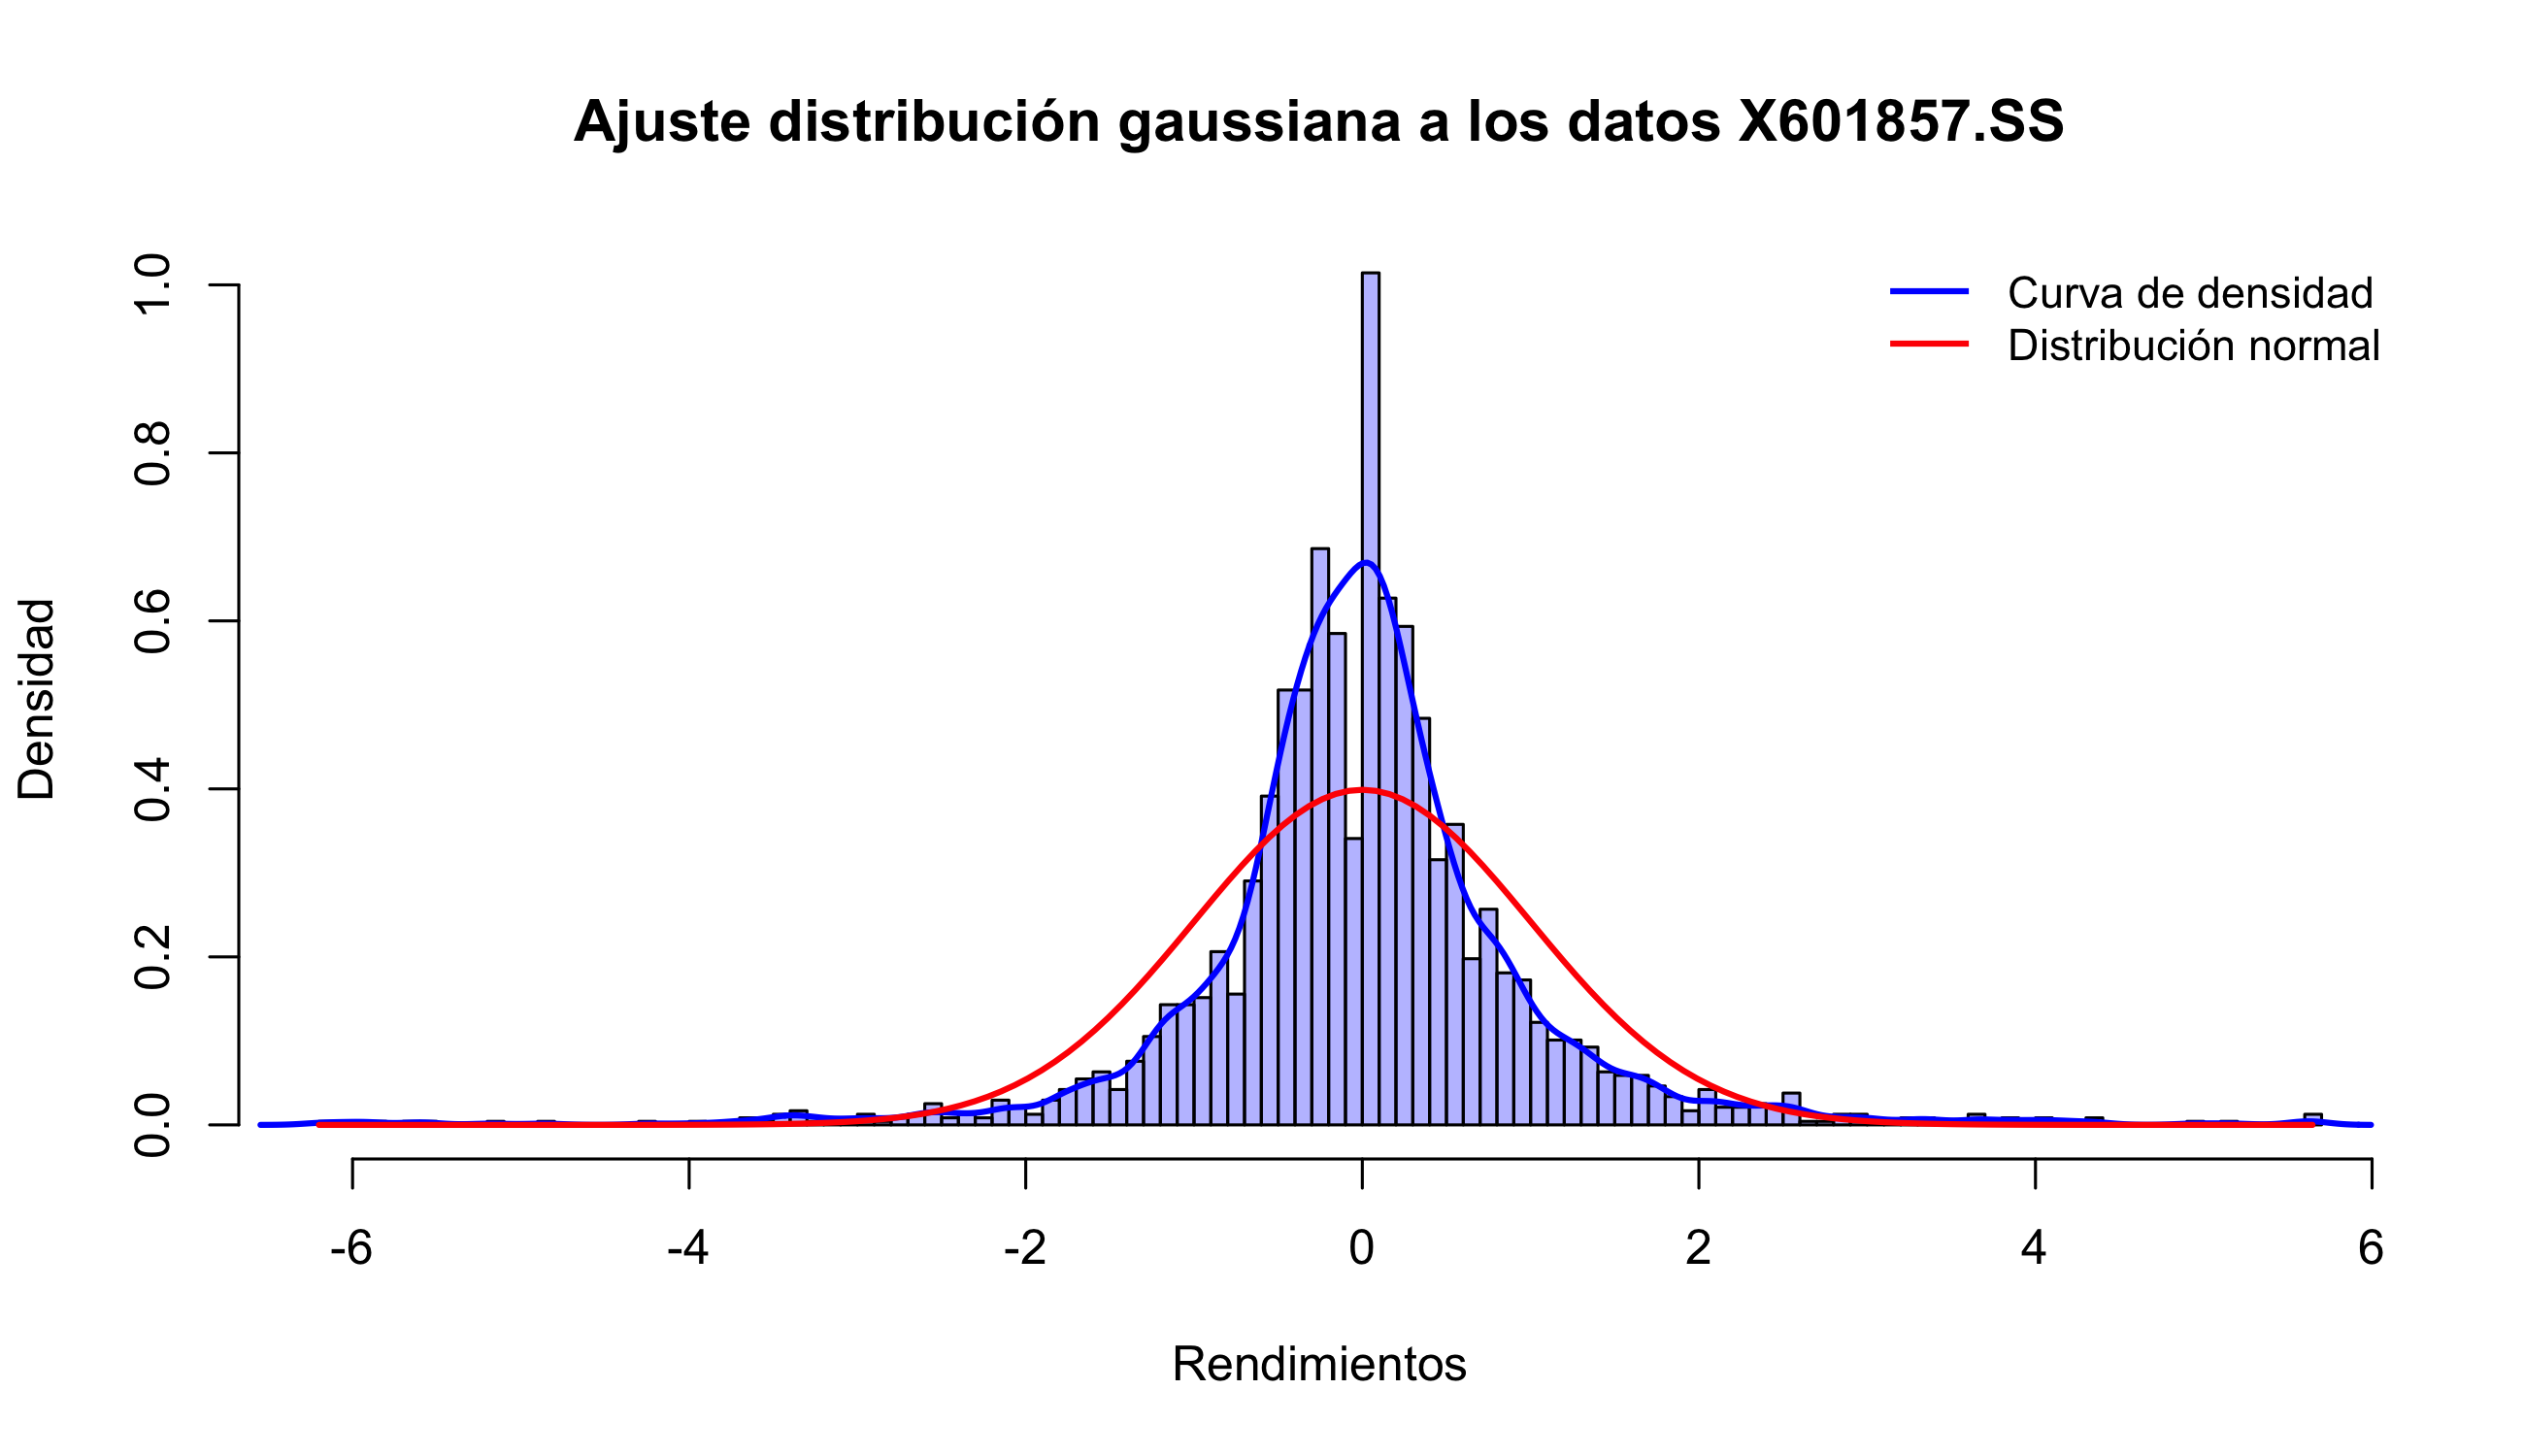 Ajuste distribución gaussiana a los datos X601857.SS
Curva de densidad
Distribución normal
Densidad
1.0
0.8
0.6
0.4
0.2
0.0
-6 -4 -2 0 2 4 6
Rendimientos